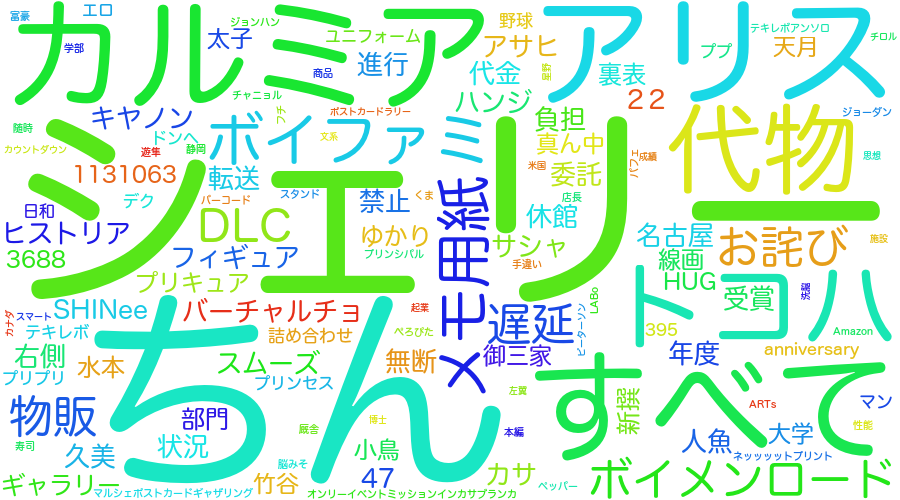 富豪
エロ
ジョンハン
野球
テキレボアンソロ
カルミア
アリス
太子
ユニフォーム
アサヒ
ププ
天月
チロル
学部
商品
進行
代金
星野
裏表
チャニョル
ハンジ
22
キヤノン
ボイファミ
フチ
ポストカードラリー
負担
代物
ジョーダン
随時
ドンへ
文系
真ん中
成績
カウントダウン
遊隼
静岡
米国
パフェ
思想
1131063
転送
委託
シェリー
デク
バーコード
スタンド
禁止
くま
店長
日和
DLC
メモ用紙
休館
ヒストリア
ゆかり
サシャ
名古屋
お詫び
施設
3688
フィギュア
プリンシパル
手違い
線画
プリキュア
HUG
トコハ
受賞
LABo
SHINee
バーチャルチョ
起業
遅延
ピーターソン
カナダ
スマート
テキレボ
詰め合わせ
ぺろぴた
395
Amazon
右側
水本
スムーズ
無断
御三家
年度
anniversary
プリプリ
プリンセス
ちん
すべて
左翼
新撰
ARTs
マン
物販
部門
博士
厩舎
本編
人魚
大学
性能
寿司
久美
状況
脳みそ
小鳥
ネッッッットプリント
ギャラリー
マルシェポストカードギャザリング
竹谷
47
カサ
オンリーイベントミッションインカサブランカ
ペッパー
ボイメンロード